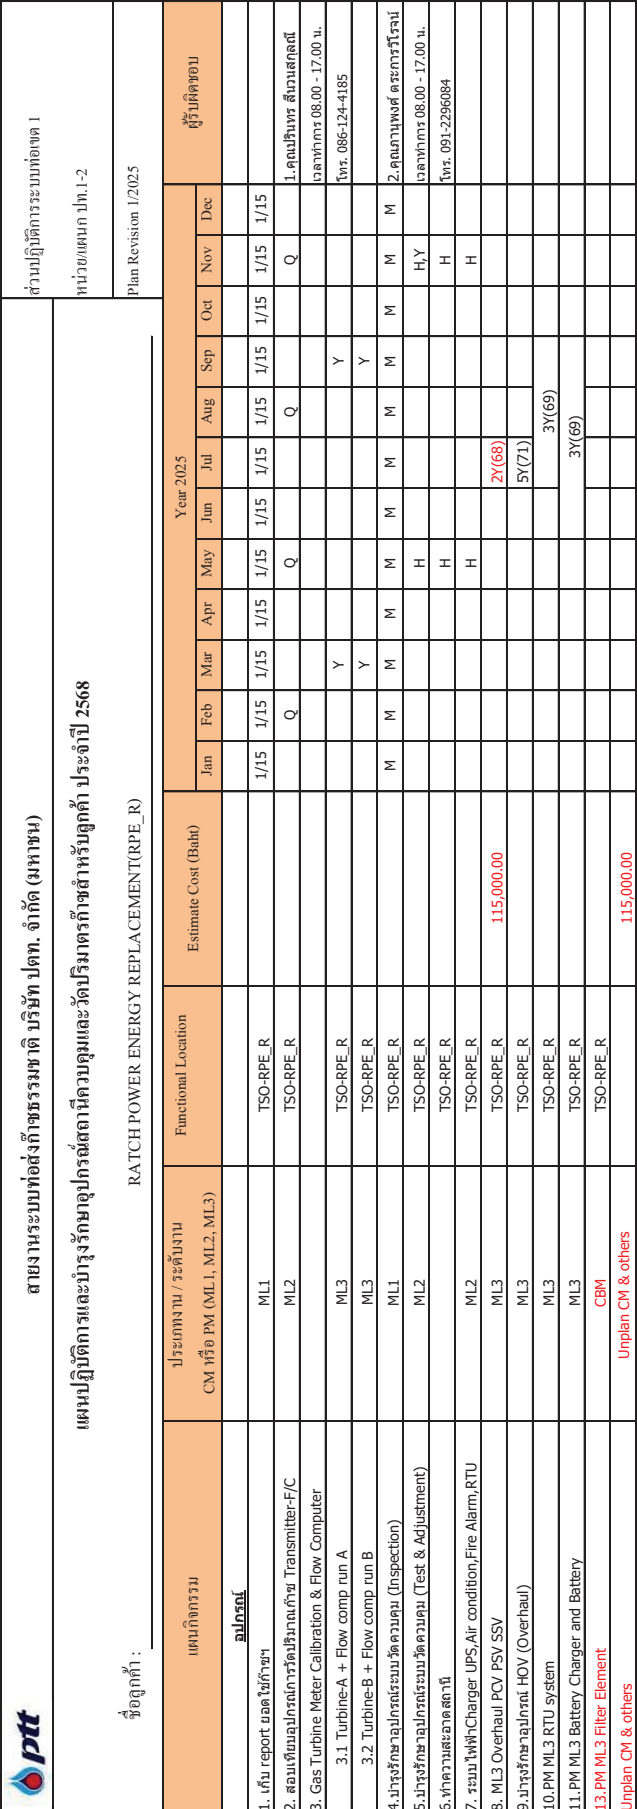 ptt
สายงานระบบท่อส่งก๊าซธรรมชาติ บริษัท ปตท. จำกัด (มหาชน)
ส่วนปฏิบัติการระบบท่อเขต 1
แผนปฏิบัติการและบำรุงรักษาอุปกรณ์สถานีควบคุมและวัดปริมาตรก๊าซสำหรับลูกค้า ประจำปี 2568
หน่วย/แผนก ปท.1-2
ชื่อลูกค้า : RATCH POWER ENERGY REPLACEMENT(RPE_R)
Plan Revision 1/2025
แผนกิจกรรม ประเภทงาน / ระดับงาน Functional Location Estimate Cost (Baht) Year 2025 ผู้รับผิดชอบ
CM หรือ PM (ML1, ML2, ML3) Jan Feb Mar Apr May Jun Jul Aug Sep Oct Nov Dec
อุปกรณ์
1. เก็บ report ยอดใช้ก๊าซฯ ML1 TSO-RPE_R 1/15 1/15 1/15 1/15 1/15 1/15 1/15 1/15 1/15 1/15 1/15 1/15
2. สอบเทียบอุปกรณ์การวัดปริมาณก๊าซ Transmitter-F/C ML2 TSO-RPE_R Q Q Q Q 1.คุณปรินทร สีนวนสกุลณี
3. Gas Turbine Meter Calibration & Flow Computer เวลาทำการ 08.00 - 17.00 น.
3.1 Turbine-A + Flow comp run A ML3 TSO-RPE_R Y Y โทร. 086-124-4185
3.2 Turbine-B + Flow comp run B ML3 TSO-RPE_R Y Y
4.บำรุงรักษาอุปกรณ์ระบบวัดควบคุม (Inspection) ML1 TSO-RPE_R M M M M M M M M M M M M 2.คุณภานุพงศ์ ตระการวิโรจน์
5.บำรุงรักษาอุปกรณ์ระบบวัดควบคุม (Test & Adjustment) ML2 TSO-RPE_R H H,Y เวลาทำการ 08.00 - 17.00 น.
6.ทำความสะอาดสถานี TSO-RPE_R H H โทร. 091-2296084
7. ระบบไฟฟ้าCharger UPS,Air condition,Fire Alarm,RTU ML2 TSO-RPE_R H H
8. ML3 Overhaul PCV PSV SSV ML3 TSO-RPE_R 115,000.00 2Y(68)
9.บำรุงรักษาอุปกรณ์ HOV (Overhaul) ML3 TSO-RPE_R 5Y(71)
10.PM ML3 RTU system ML3 TSO-RPE_R 3Y(69)
11.PM ML3 Battery Charger and Battery ML3 TSO-RPE_R 3Y(69)
13.PM ML3 Filter Element CBM TSO-RPE_R
Unplan CM & others Unplan CM & others 115,000.00